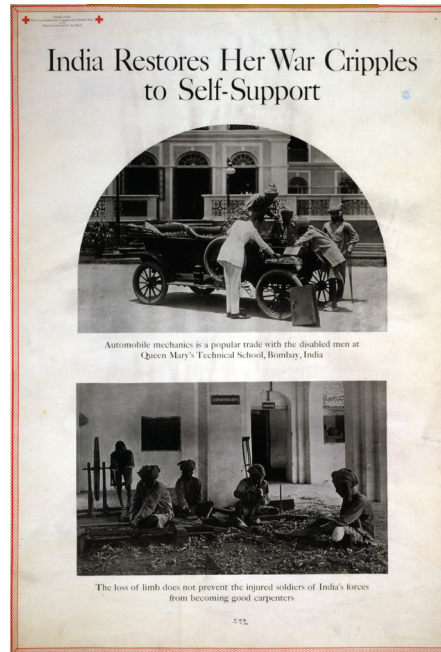 India Restores Her War Cripples
to Self-Support
Automobile mechanics is a popular trade with the disabled men at
Queen Mary's Technical School, Bombay, India
The loss of limb does not prevent the injured soldiers of India's forces
from becoming good carpenters